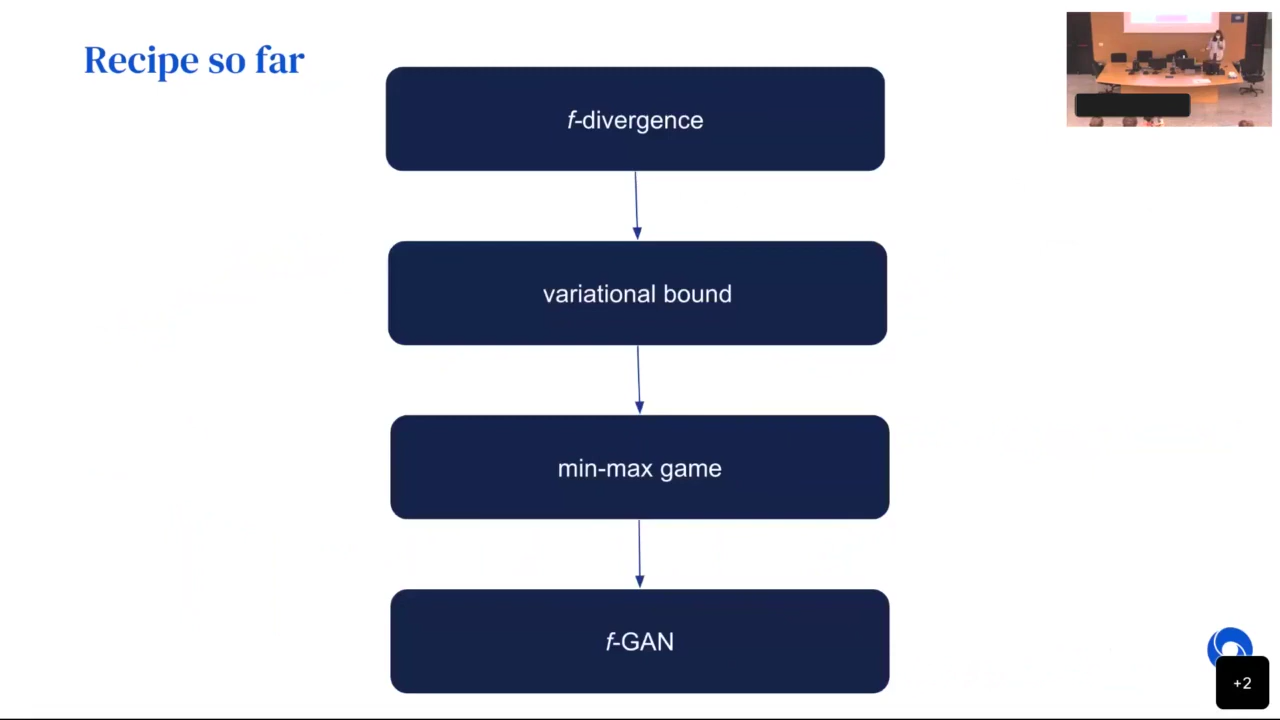 Recipe so far
f-divergence
variational bound
min-max game
f-GAN
+2